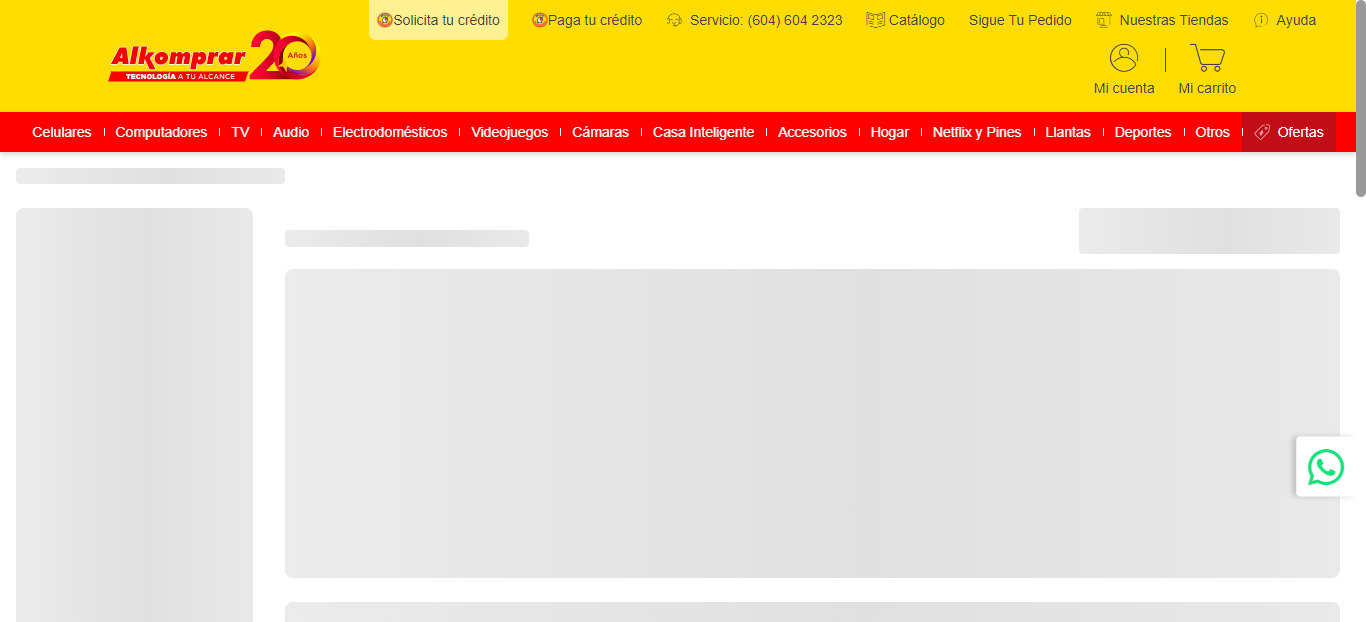 Solicita tu crédito
Paga tu crédito
Servicio: (604) 604 2323
Catálogo
Sigue Tu Pedido
Nuestras Tiendas
Ayuda
Alkomprar 20 Años
TECNOLOGÍA A TU ALCANCE
Mi cuenta
Mi carrito
Celulares
Computadores
TV
Audio
Electrodomésticos
Videojuegos
Cámaras
Casa Inteligente
Accesorios
Hogar
Netflix y Pines
Llantas
Deportes
Otros
Ofertas